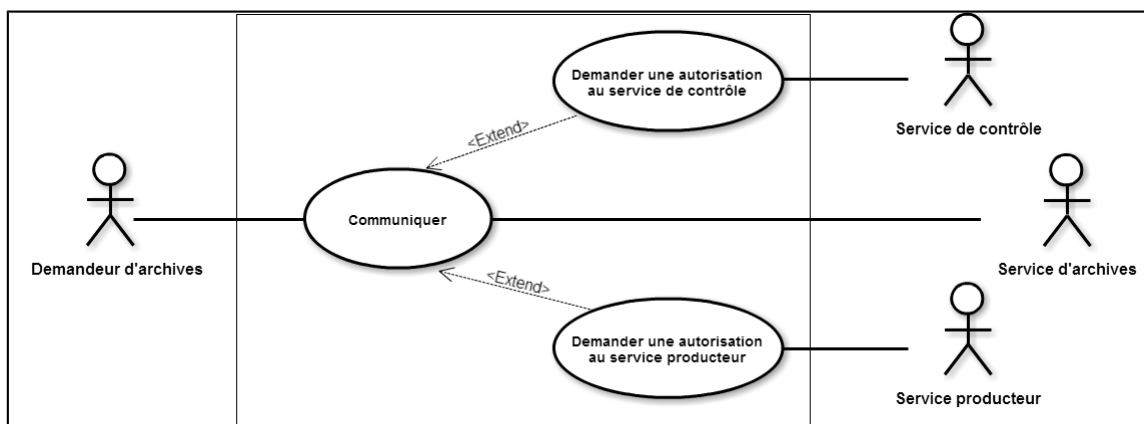 Demander une autorisation
au service de contrôle
Service de contrôle
<Extend>
Communiquer
Demandeur d'archives
Service d'archives
<Extend>
Demander une autorisation
au service producteur
Service producteur